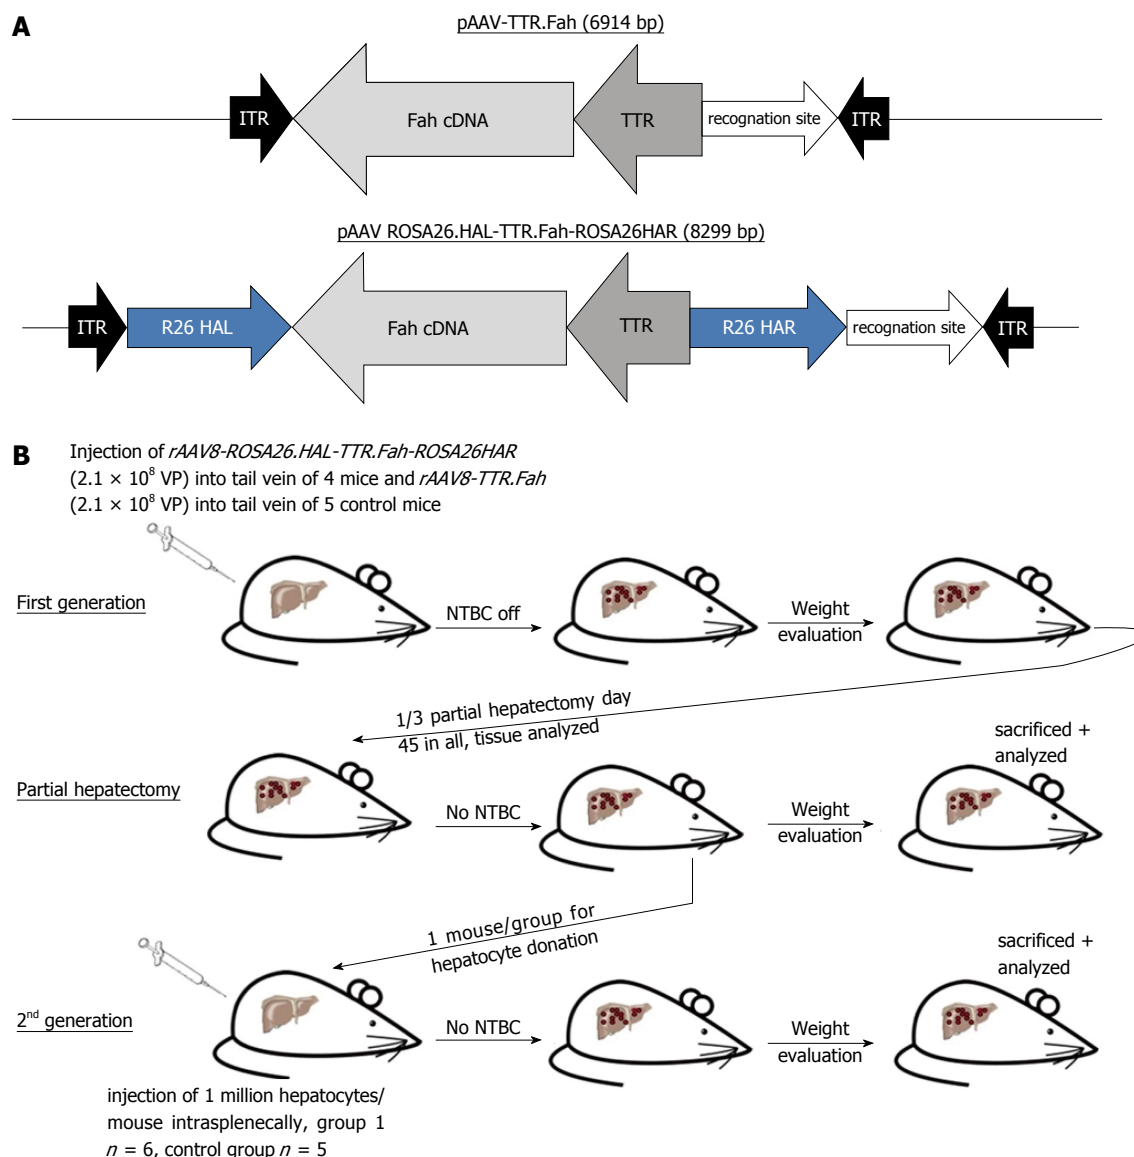 A
pAAV-TTR.Fah (6914 bp)
ITR
Fah cDNA
TTR
recognation site
ITR
pAAV ROSA26.HAL-TTR.Fah-ROSA26HAR (8299 bp)
ITR
R26 HAL
Fah cDNA
TTR
R26 HAR
recognation site
ITR
B
Injection of rAAV8-ROSA26.HAL-TTR.Fah-ROSA26HAR
(2.1 × 10⁸ VP) into tail vein of 4 mice and rAAV8-TTR.Fah
(2.1 × 10⁸ VP) into tail vein of 5 control mice
First generation
NTBC off
Weight
evaluation
1/3 partial hepatectomy day
45 in all, tissue analyzed
Partial hepatectomy
No NTBC
Weight
evaluation
sacrificed +
analyzed
1 mouse/group for
hepatocyte donation
2ⁿᵈ generation
No NTBC
Weight
evaluation
sacrificed +
analyzed
injection of 1 million hepatocytes/
mouse intrasplenecally, group 1
n = 6, control group n = 5